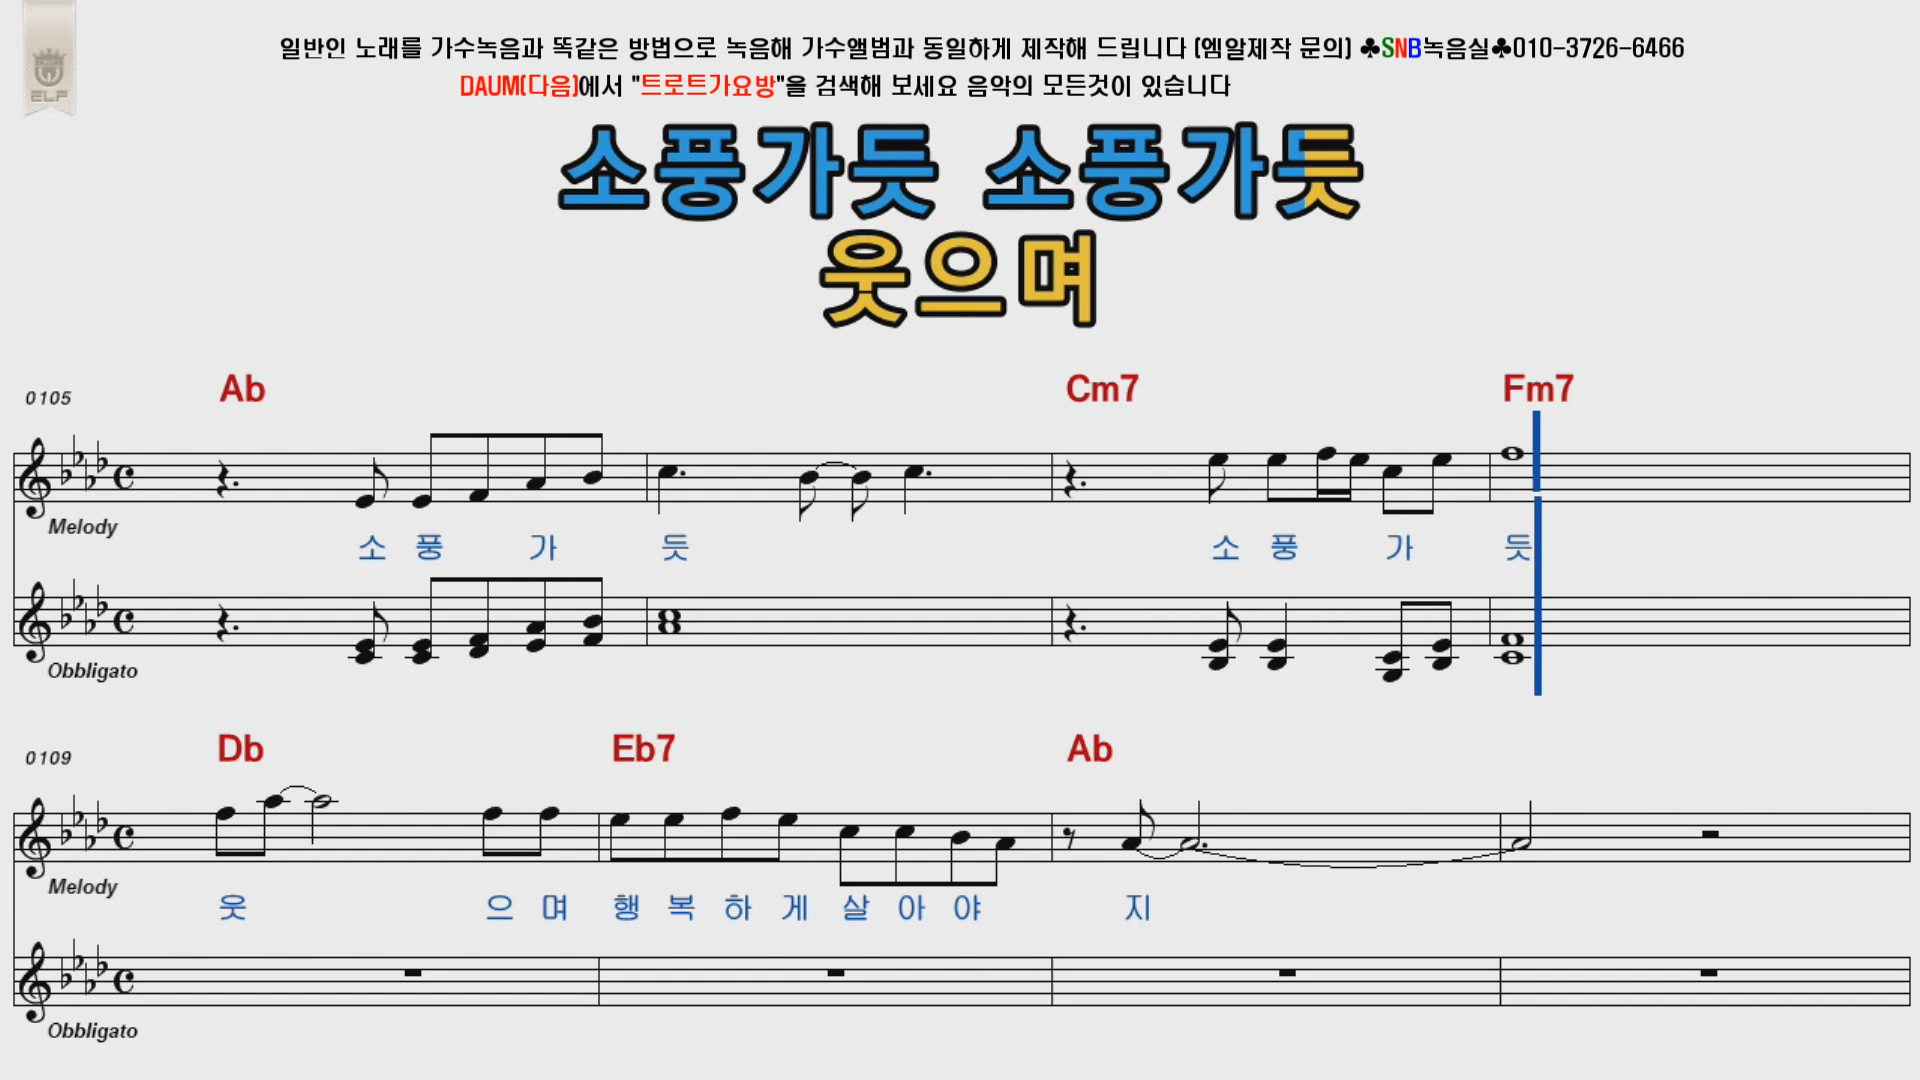 ELF
일반인 노래를 가수녹음과 똑같은 방법으로 녹음해 가수앨범과 동일하게 제작해 드립니다 (엠알제작 문의) ♣SNB녹음실♣010-3726-6466
DAUM(다음)에서 "트로트가요방"을 검색해 보세요 음악의 모든것이 있습니다
소풍가듯 소풍가듯
웃으며
0105 Ab Cm7 Fm7
Melody
소 풍 가 듯 소 풍 가 듯
Obbligato
0109 Db Eb7 Ab
Melody
웃 으 며 행 복 하 게 살 아 야 지
Obbligato